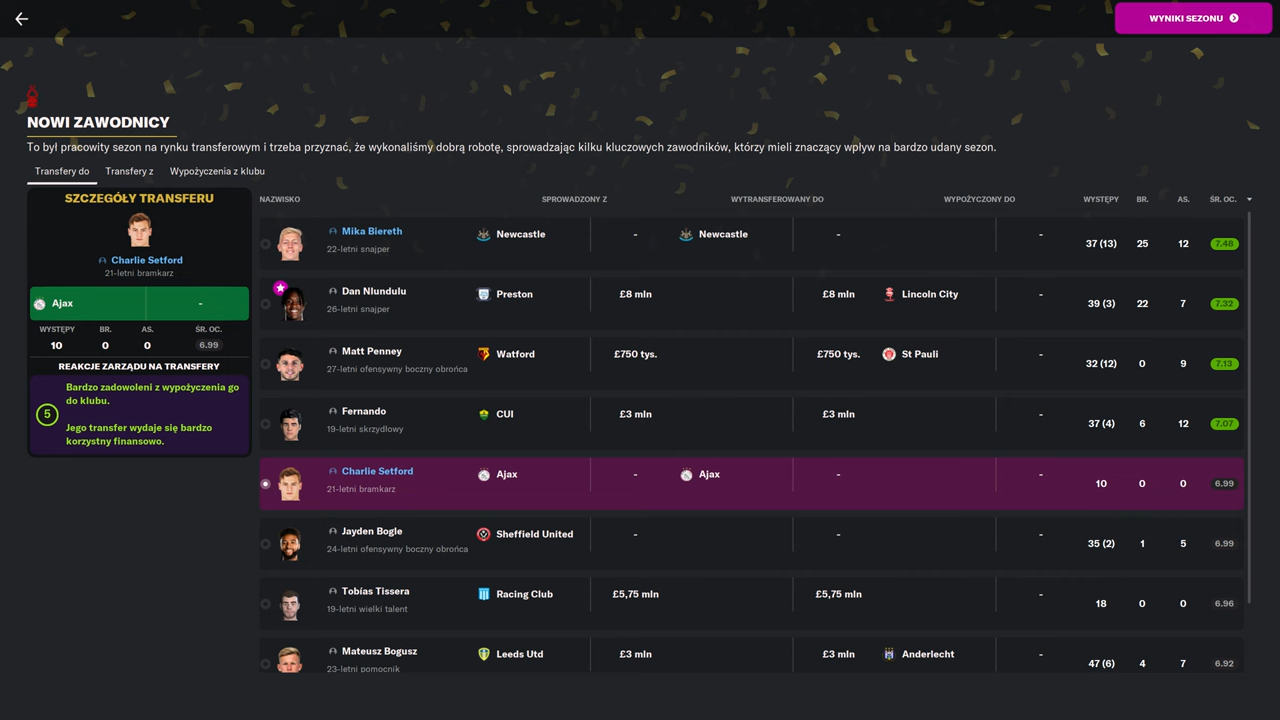 WYNIKI SEZONU
NOWI ZAWODNICY
To był pracowity sezon na rynku transferowym i trzeba przyznać, że wykonaliśmy dobrą robotę, sprowadzając kilku kluczowych zawodników, którzy mieli znaczący wpływ na bardzo udany sezon.
Transfery do Transfery z Wypożyczenia z klubu
SZCZEGÓŁY TRANSFERU
Charlie Setford
21-letni bramkarz
Ajax -
WYSTĘPY BR. AS. ŚR. OC.
10 0 0 6.99
REAKCJE ZARZĄDU NA TRANSFERY
5
Bardzo zadowoleni z wypożyczenia go
do klubu.
Jego transfer wydaje się bardzo
korzystny finansowo.
NAZWISKO SPROWADZONY Z WYTRANSFEROWANY DO WYPOŻYCZONY DO WYSTĘPY BR. AS. ŚR. OC.
Mika Biereth Newcastle - Newcastle - -
22-letni snajper 37 (13) 25 12 7.48
Dan Nlundulu Preston £8 mln £8 mln Lincoln City -
26-letni snajper 39 (3) 22 7 7.32
Matt Penney Watford £750 tys. £750 tys. St Pauli -
27-letni ofensywny boczny obrońca 32 (12) 0 9 7.13
Fernando CUI £3 mln £3 mln -
19-letni skrzydłowy 37 (4) 6 12 7.07
Charlie Setford Ajax - Ajax - -
21-letni bramkarz 10 0 0 6.99
Jayden Bogle Sheffield United - - -
24-letni ofensywny boczny obrońca 35 (2) 1 5 6.99
Tobías Tissera Racing Club £5,75 mln £5,75 mln -
19-letni wielki talent 18 0 0 6.96
Mateusz Bogusz Leeds Utd £3 mln £3 mln Anderlecht -
23-letni pomocnik 47 (6) 4 7 6.92